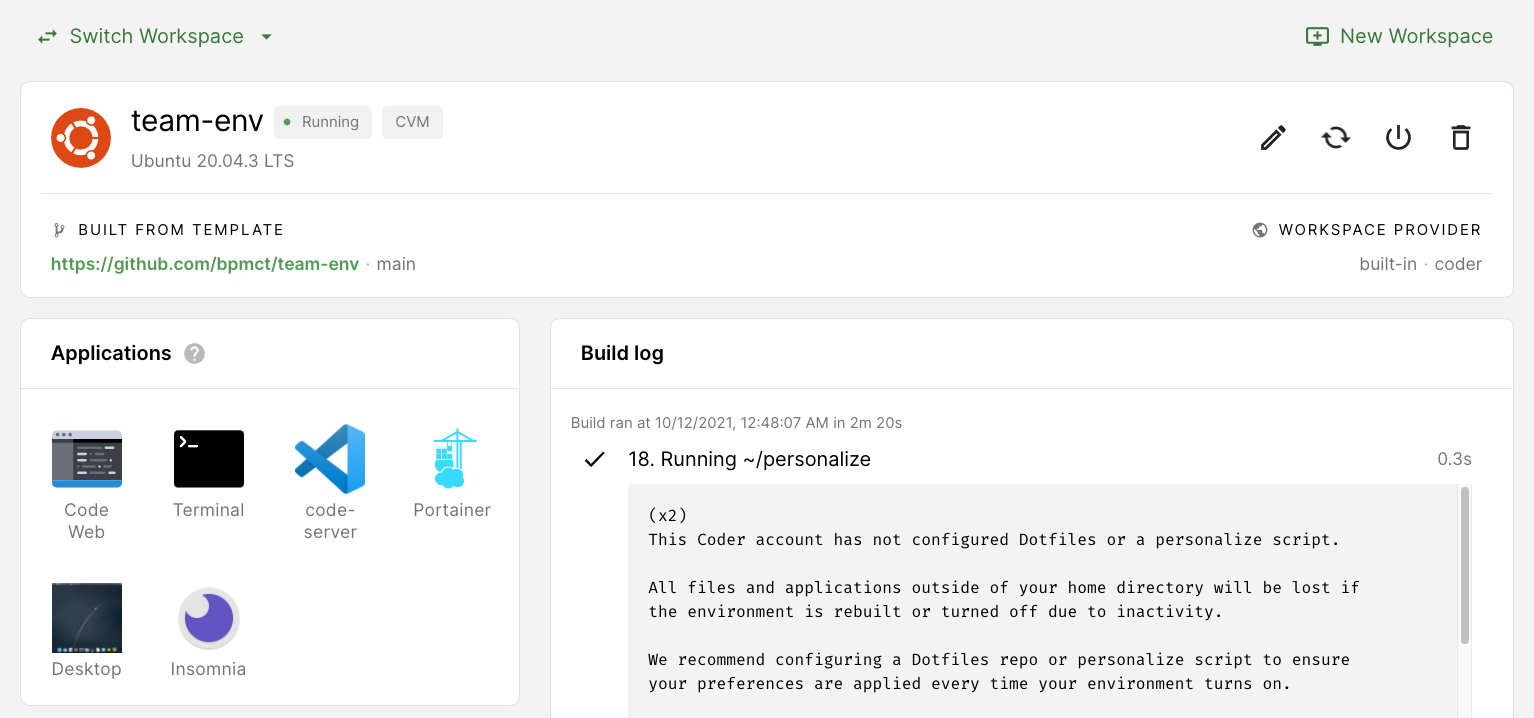 Switch Workspace
New Workspace
team-env
Running
CVM
Ubuntu 20.04.3 LTS
BUILT FROM TEMPLATE
https://github.com/bpmct/team-env · main
WORKSPACE PROVIDER
built-in · coder
Applications ?
Code
Web
Terminal
code-
server
Portainer
Desktop
Insomnia
Build log
Build ran at 10/12/2021, 12:48:07 AM in 2m 20s
18. Running ~/personalize
0.3s
(x2)
This Coder account has not configured Dotfiles or a personalize script.
All files and applications outside of your home directory will be lost if
the environment is rebuilt or turned off due to inactivity.
We recommend configuring a Dotfiles repo or personalize script to ensure
your preferences are applied every time your environment turns on.